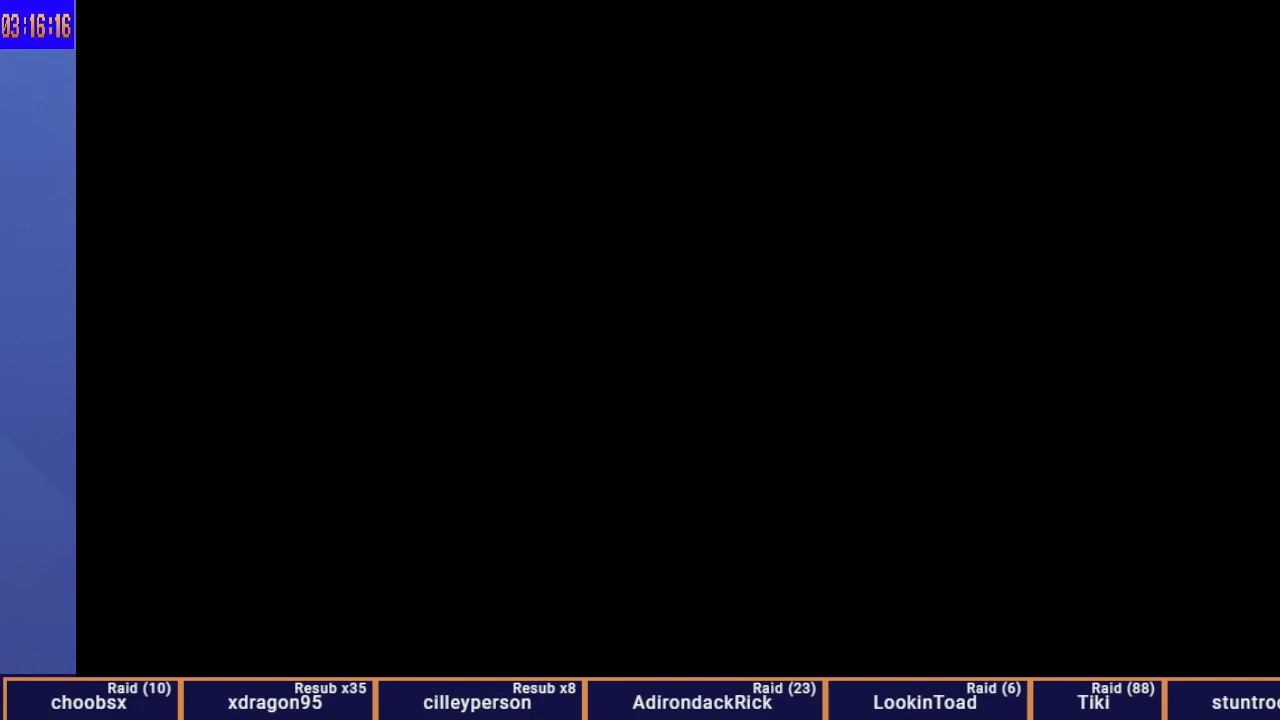 03:16:16
Raid (10)
choobsx
Resub x35
xdragon95
Resub x8
cilleyperson
Raid (23)
AdirondackRick
Raid (6)
LookinToad
Raid (88)
Tiki